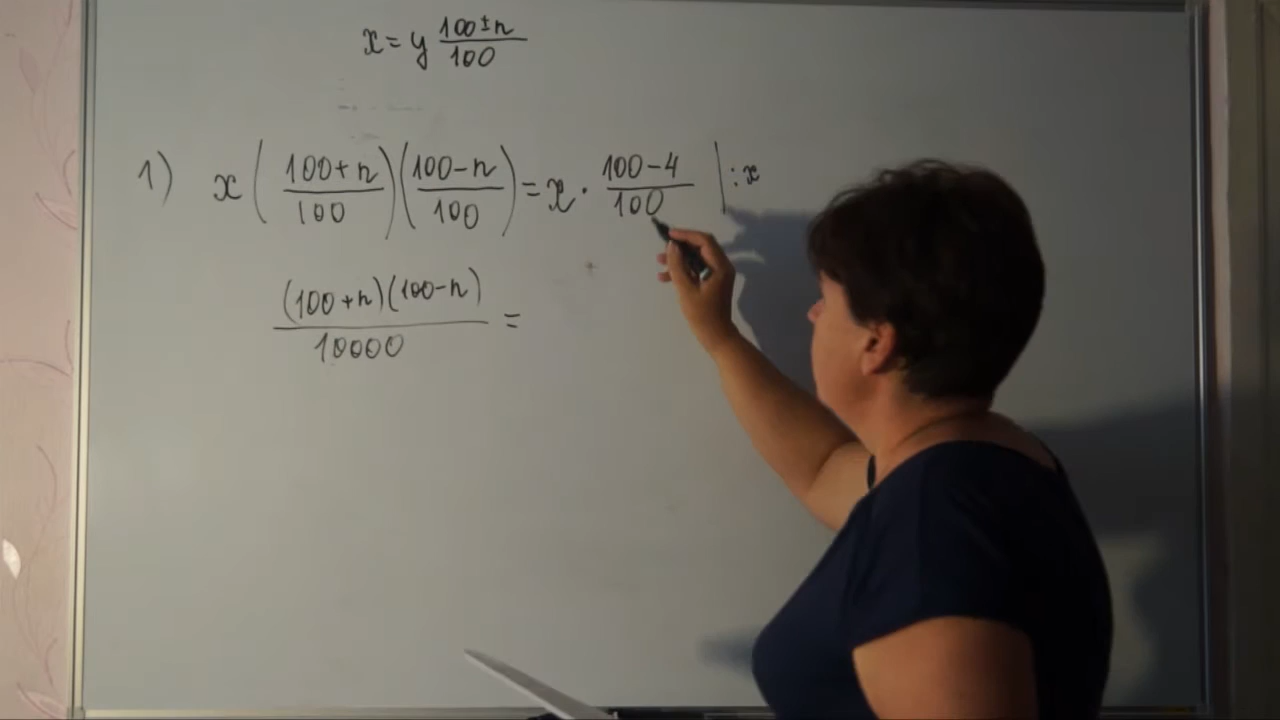 x = y (100 ± n)/100
1) x ((100 + n)/100)((100 - n)/100) = x · (100 - 4)/100 | : x
((100 + n)(100 - n))/10000 =